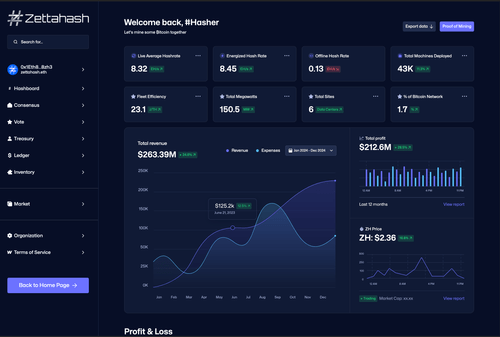 #Zettahash
Search for..
0x1Eth8...8zh3
zettahash.eth
Hashboard
Consensus
Vote
Treasury
Ledger
Inventory
Market
Organization
Terms of Service
Back to Home Page →
Welcome back, #Hasher
Let's mine some Bitcoin together
Export data ↓
Proof of Mining
Live Average Hashrate
8.32
Energized Hash Rate
8.45
Offline Hash Rate
0.13
Total Machines Deployed
43K
Fleet Efficiency
23.1
Total Megawatts
150.5
Total Sites
6
% of Bitcoin Network
1.7
Total revenue
$263.39M
Revenue
Expenses
Jan 2024 - Dec 2024
250K
200K
150K
100K
50K
0K
$125.2k
June 21, 2023
Jan Feb Mar Apr May Jun Jul Aug Sep Oct Nov Dec
Total profit
$212.6M
Last 12 months
View report
ZH Price
ZH: $2.36
Trading
Market Cap
View report
Profit & Loss